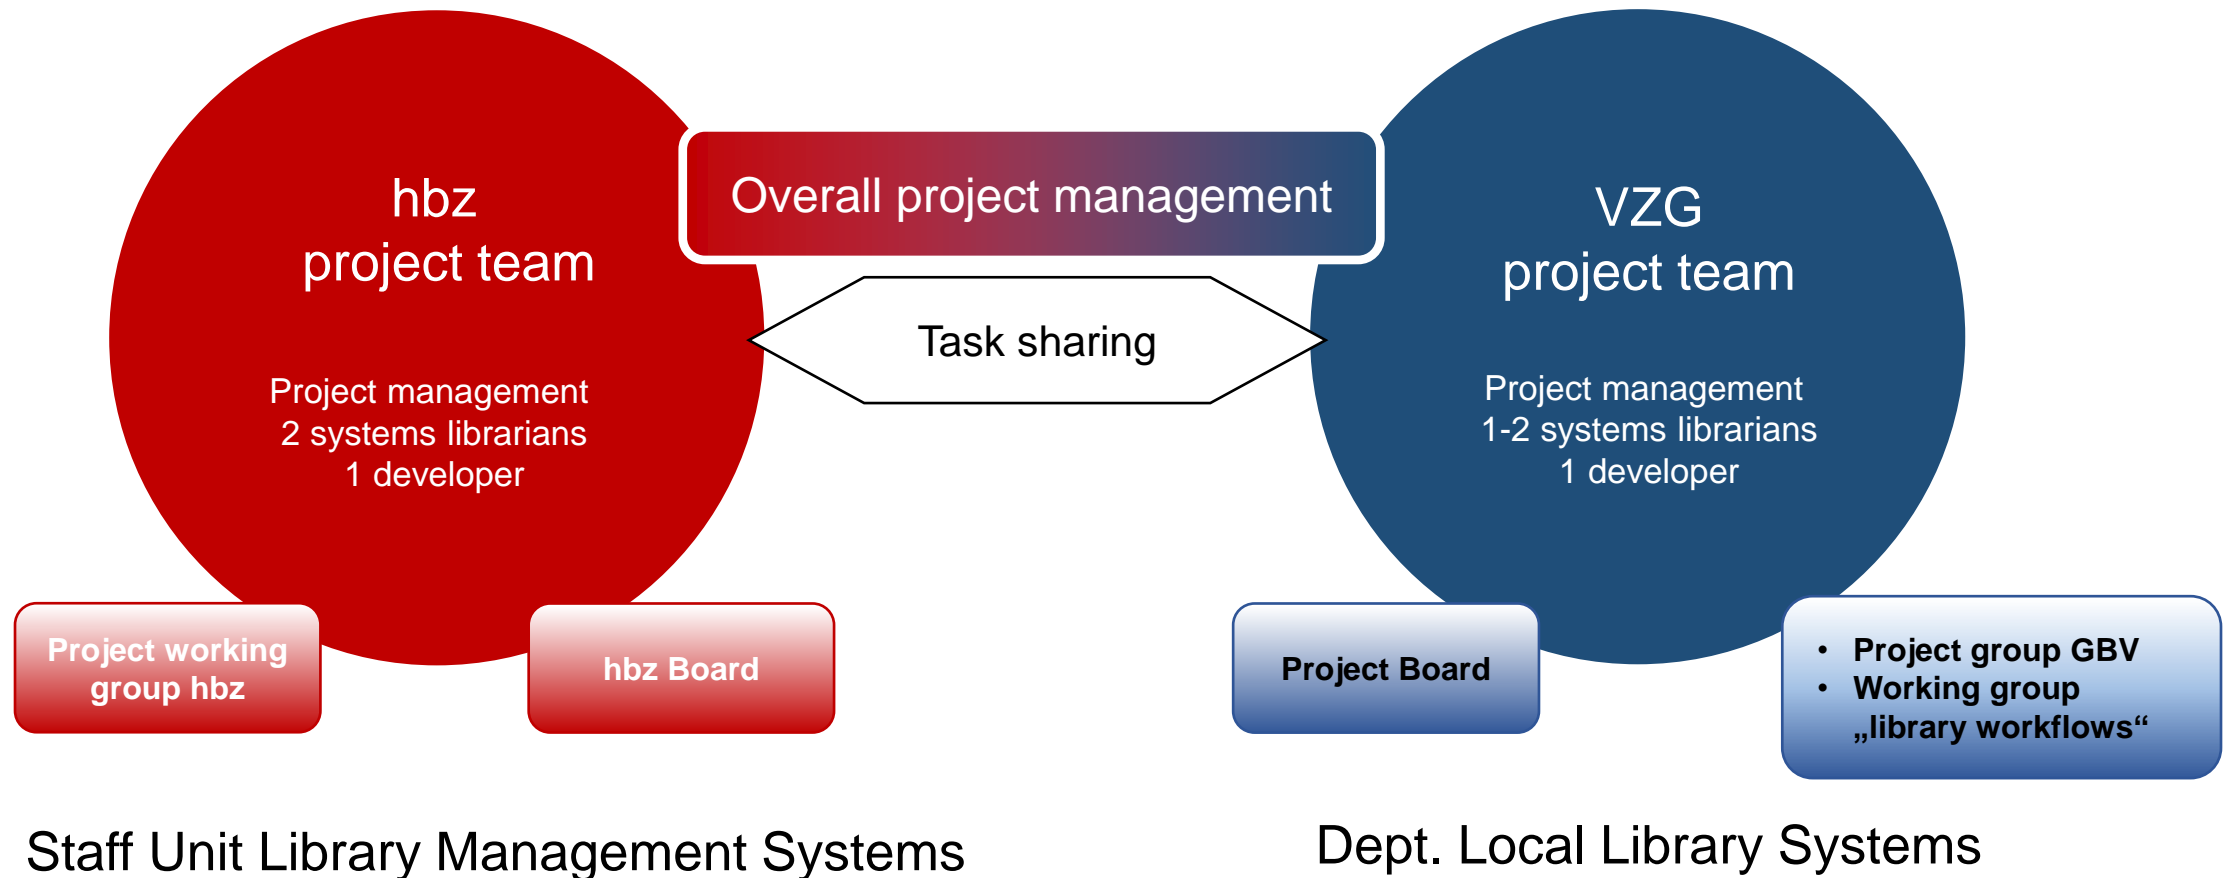 hbz
project team
Project management
2 systems librarians
1 developer
Overall project management
Task sharing
VZG
project team
Project management
1-2 systems librarians
1 developer
Project working
group hbz
hbz Board
Project Board
• Project group GBV
• Working group
„library workflows“
Staff Unit Library Management Systems
Dept. Local Library Systems